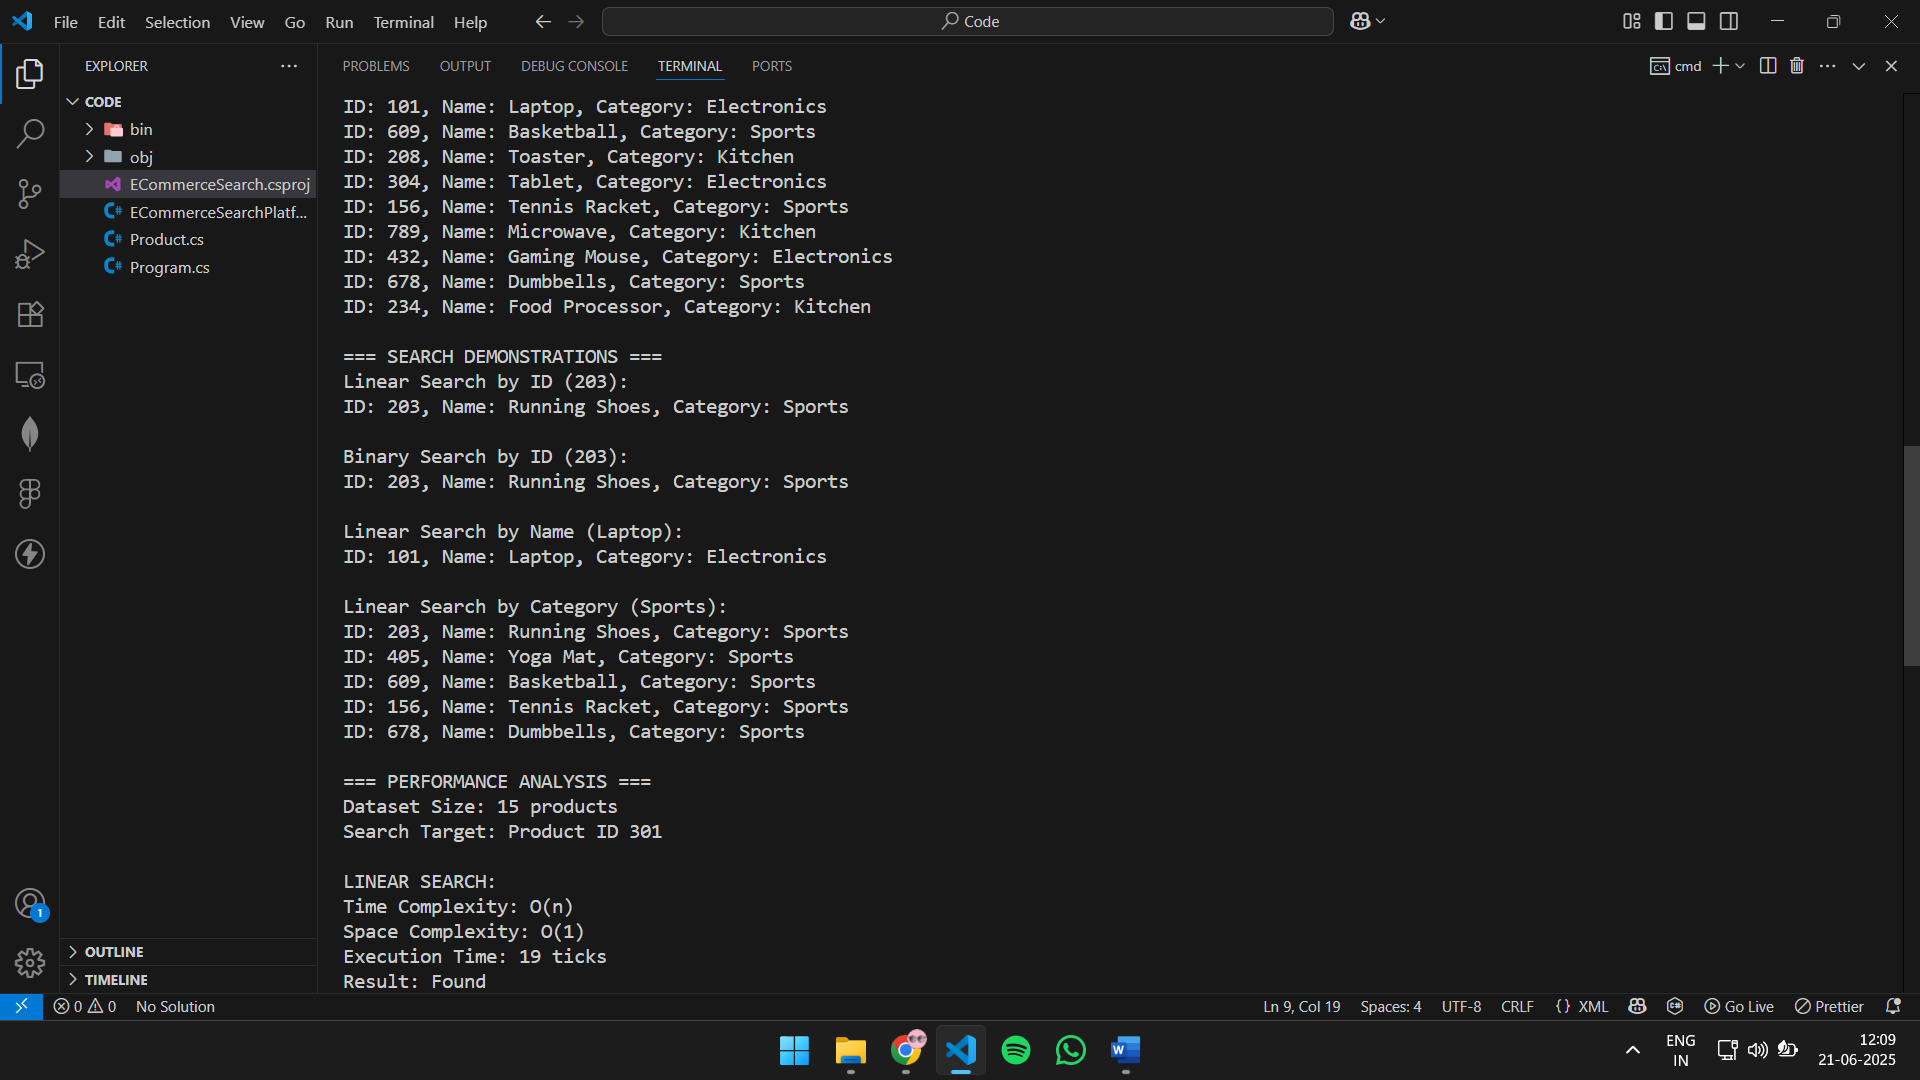 File Edit Selection View Go Run Terminal Help
Code
EXPLORER
CODE
bin
obj
ECommerceSearch.csproj
ECommerceSearchPlatf...
Product.cs
Program.cs
OUTLINE
TIMELINE
PROBLEMS OUTPUT DEBUG CONSOLE TERMINAL PORTS
cmd
ID: 101, Name: Laptop, Category: Electronics
ID: 609, Name: Basketball, Category: Sports
ID: 208, Name: Toaster, Category: Kitchen
ID: 304, Name: Tablet, Category: Electronics
ID: 156, Name: Tennis Racket, Category: Sports
ID: 789, Name: Microwave, Category: Kitchen
ID: 432, Name: Gaming Mouse, Category: Electronics
ID: 678, Name: Dumbbells, Category: Sports
ID: 234, Name: Food Processor, Category: Kitchen
=== SEARCH DEMONSTRATIONS ===
Linear Search by ID (203):
ID: 203, Name: Running Shoes, Category: Sports
Binary Search by ID (203):
ID: 203, Name: Running Shoes, Category: Sports
Linear Search by Name (Laptop):
ID: 101, Name: Laptop, Category: Electronics
Linear Search by Category (Sports):
ID: 203, Name: Running Shoes, Category: Sports
ID: 405, Name: Yoga Mat, Category: Sports
ID: 609, Name: Basketball, Category: Sports
ID: 156, Name: Tennis Racket, Category: Sports
ID: 678, Name: Dumbbells, Category: Sports
=== PERFORMANCE ANALYSIS ===
Dataset Size: 15 products
Search Target: Product ID 301
LINEAR SEARCH:
Time Complexity: O(n)
Space Complexity: O(1)
Execution Time: 19 ticks
Result: Found
1
0 0 No Solution
Ln 9, Col 19 Spaces: 4 UTF-8 CRLF {} XML Go Live Prettier
W
ENG
IN
12:09
21-06-2025